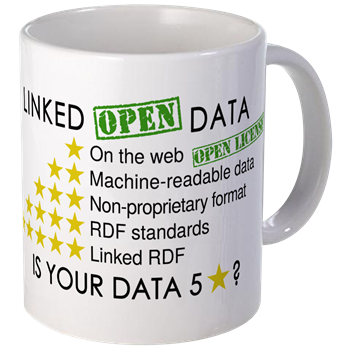 LINKED OPEN DATA
★ On the web OPEN LICENSE
★★ Machine-readable data
★★★ Non-proprietary format
★★★★ RDF standards
★★★★★ Linked RDF
IS YOUR DATA 5★?